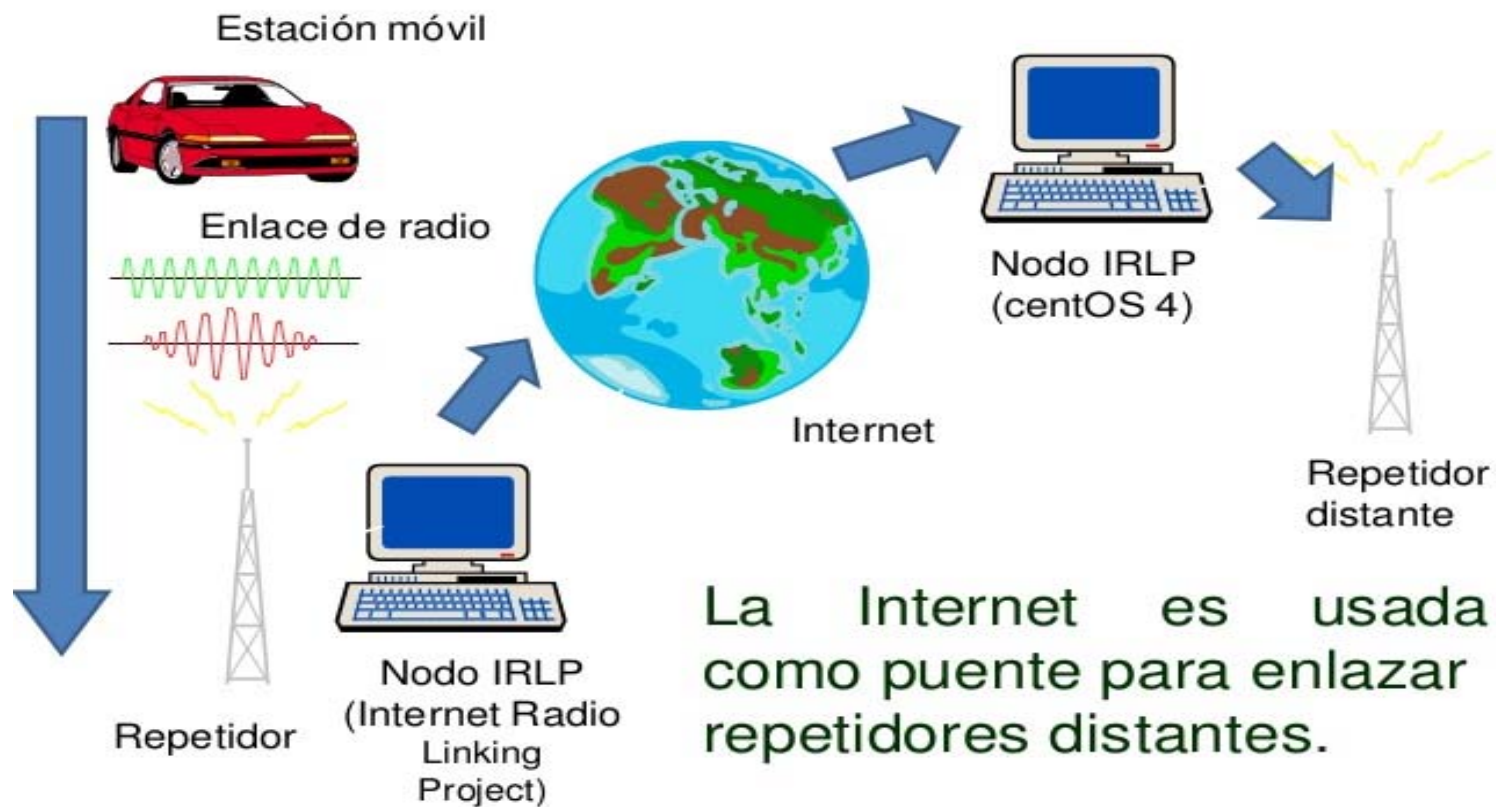 Estación móvil
Enlace de radio
Repetidor
Nodo IRLP
(Internet Radio
Linking
Project)
Internet
Nodo IRLP
(centOS 4)
Repetidor
distante
La Internet es usada
como puente para enlazar
repetidores distantes.